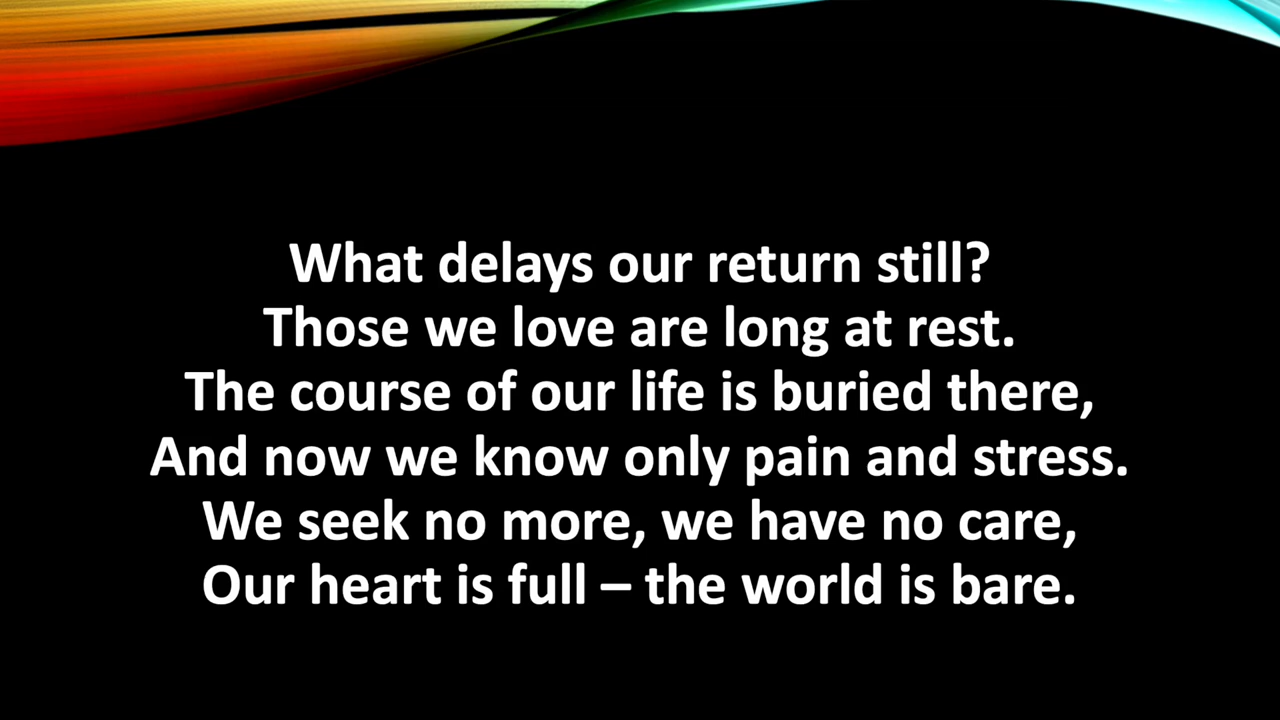 What delays our return still?
Those we love are long at rest.
The course of our life is buried there,
And now we know only pain and stress.
We seek no more, we have no care,
Our heart is full – the world is bare.